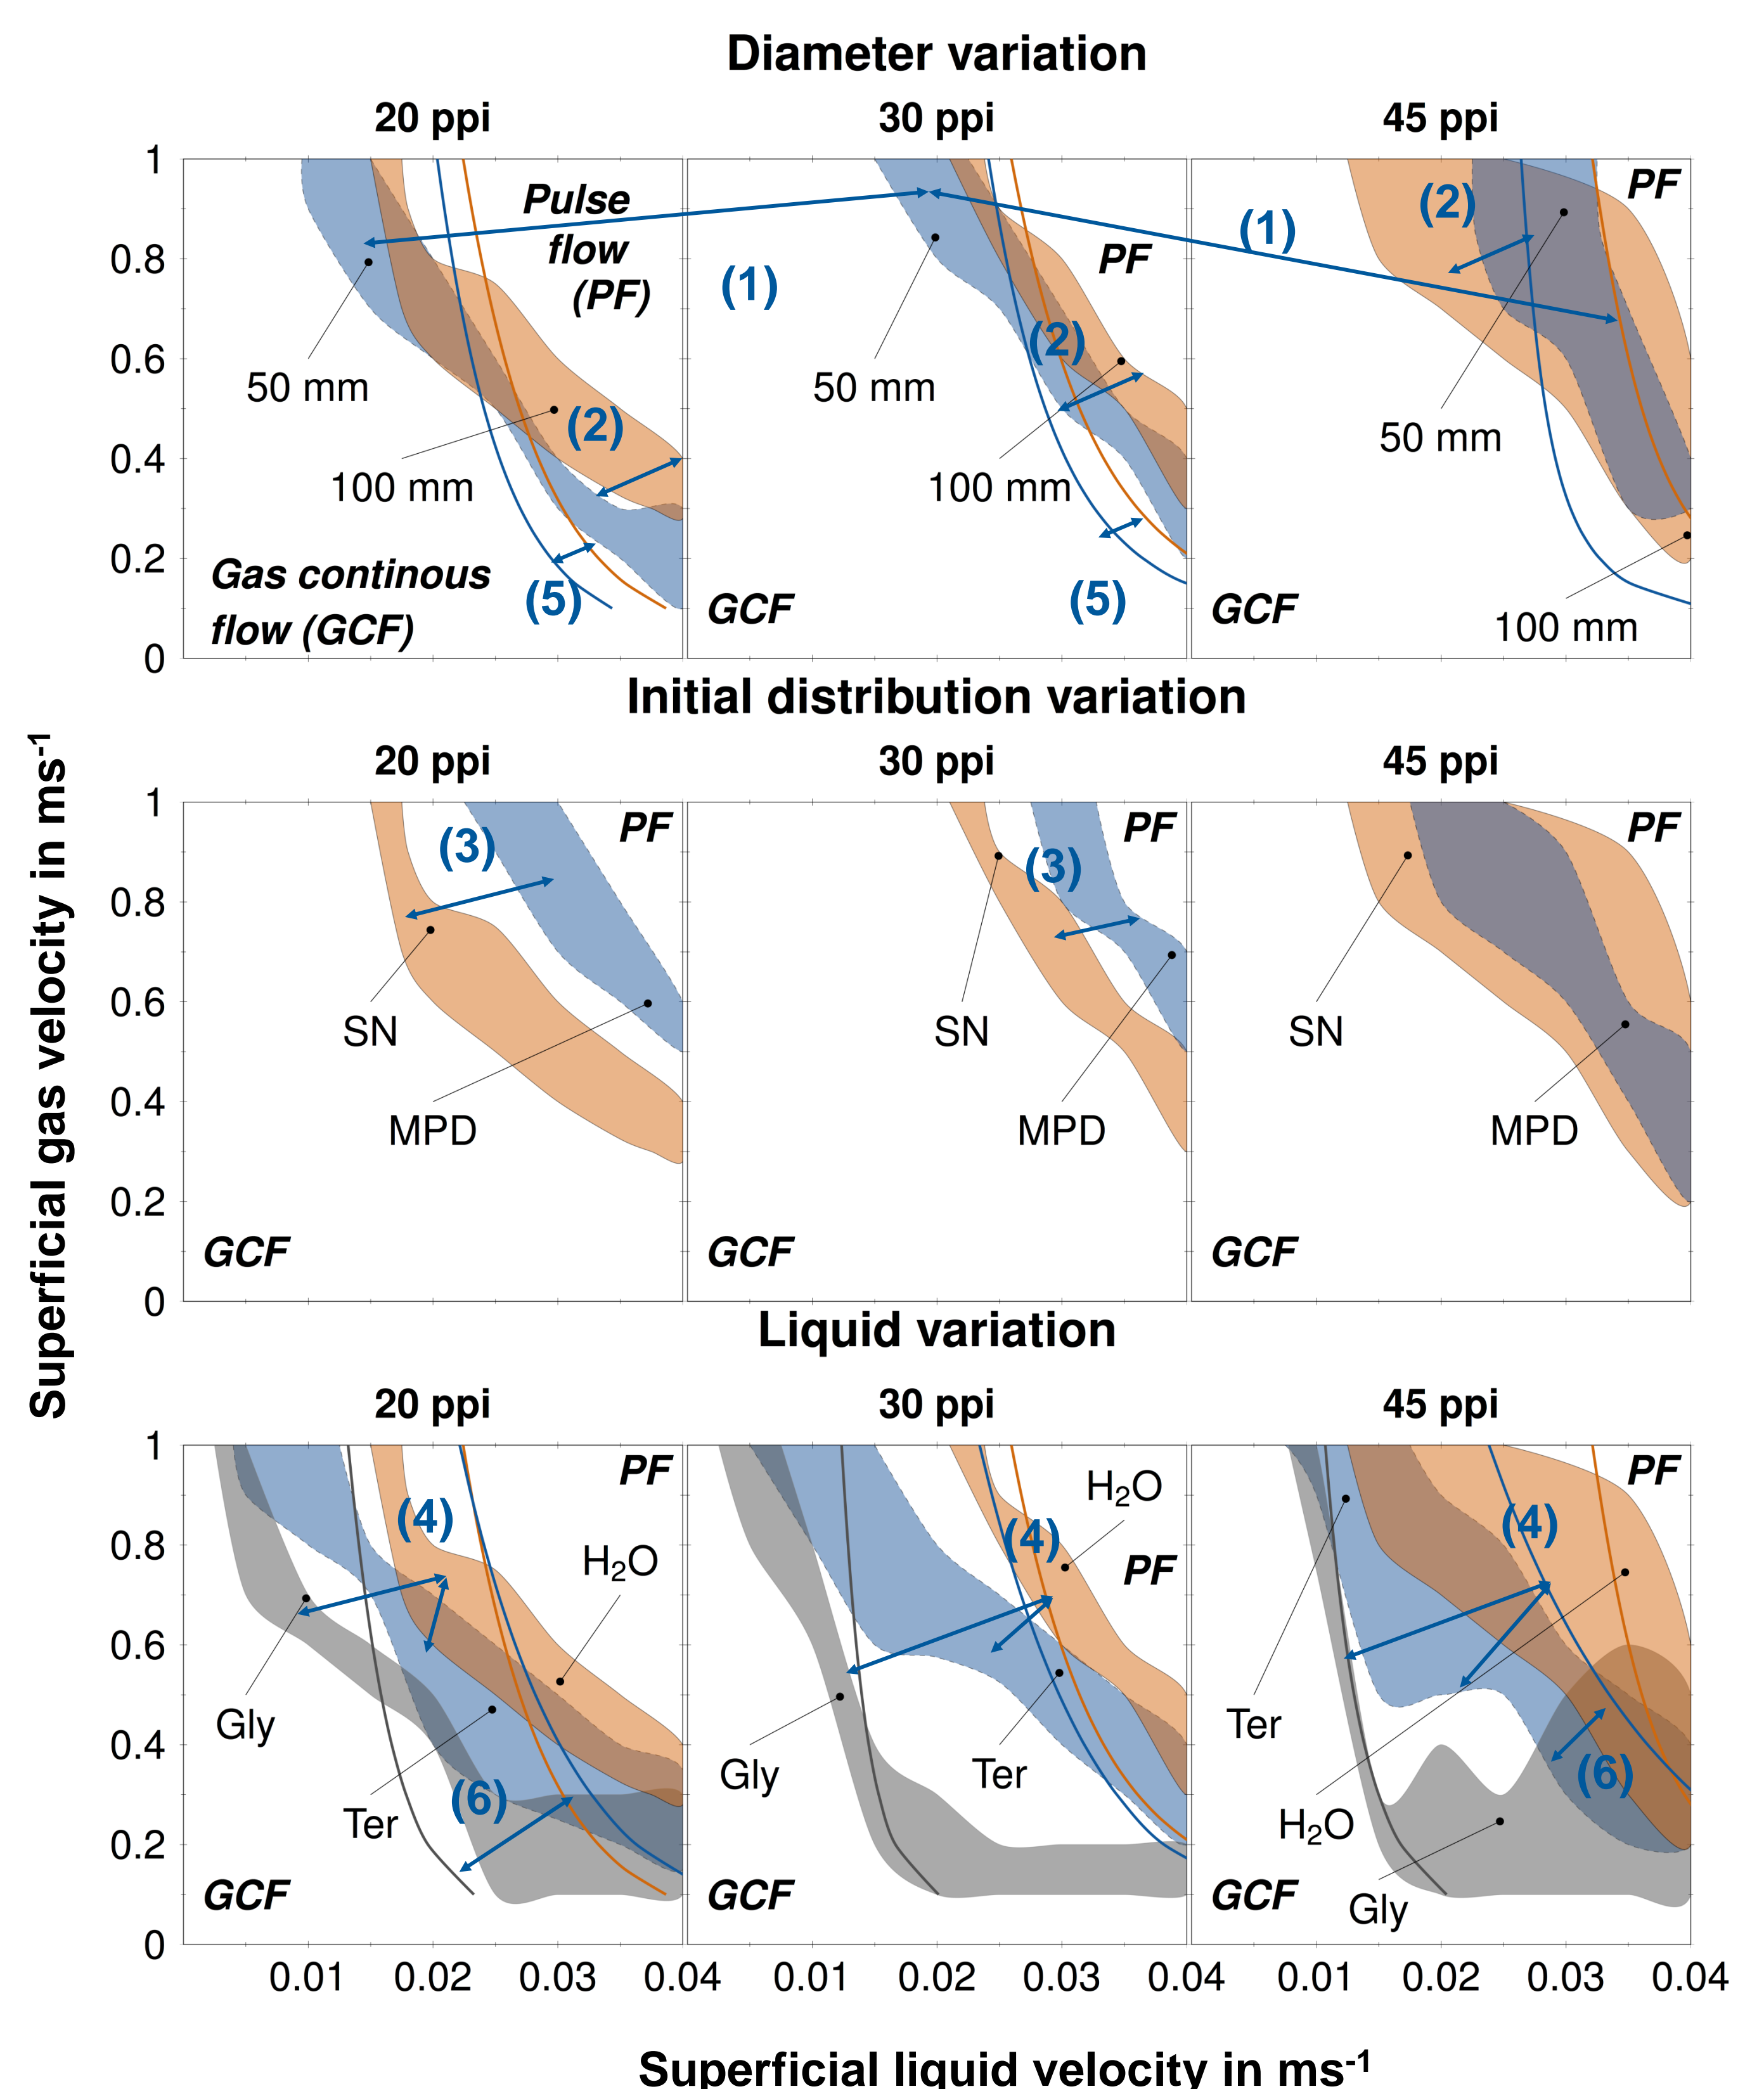 Diameter variation
20 ppi
30 ppi
45 ppi
1
0.8
0.6
0.4
0.2
0
Pulse
flow
(PF)
50 mm
100 mm
(2)
(5)
Gas continous
flow (GCF)
(1)
PF
50 mm
(2)
100 mm
(5)
GCF
(1)
(2)
PF
50 mm
100 mm
GCF
Superficial gas velocity in ms-1
Initial distribution variation
20 ppi
30 ppi
45 ppi
1
0.8
0.6
0.4
0.2
0
(3)
PF
SN
MPD
GCF
(3)
PF
SN
MPD
GCF
PF
SN
MPD
GCF
Liquid variation
20 ppi
30 ppi
45 ppi
1
0.8
0.6
0.4
0.2
0
PF
(4)
H2O
Gly
Ter
(6)
GCF
H2O
(4)
PF
Gly
Ter
GCF
PF
(4)
Ter
(6)
H2O
Gly
GCF
0.01
0.02
0.03
0.04
0.01
0.02
0.03
0.04
0.01
0.02
0.03
0.04
Superficial liquid velocity in ms-1